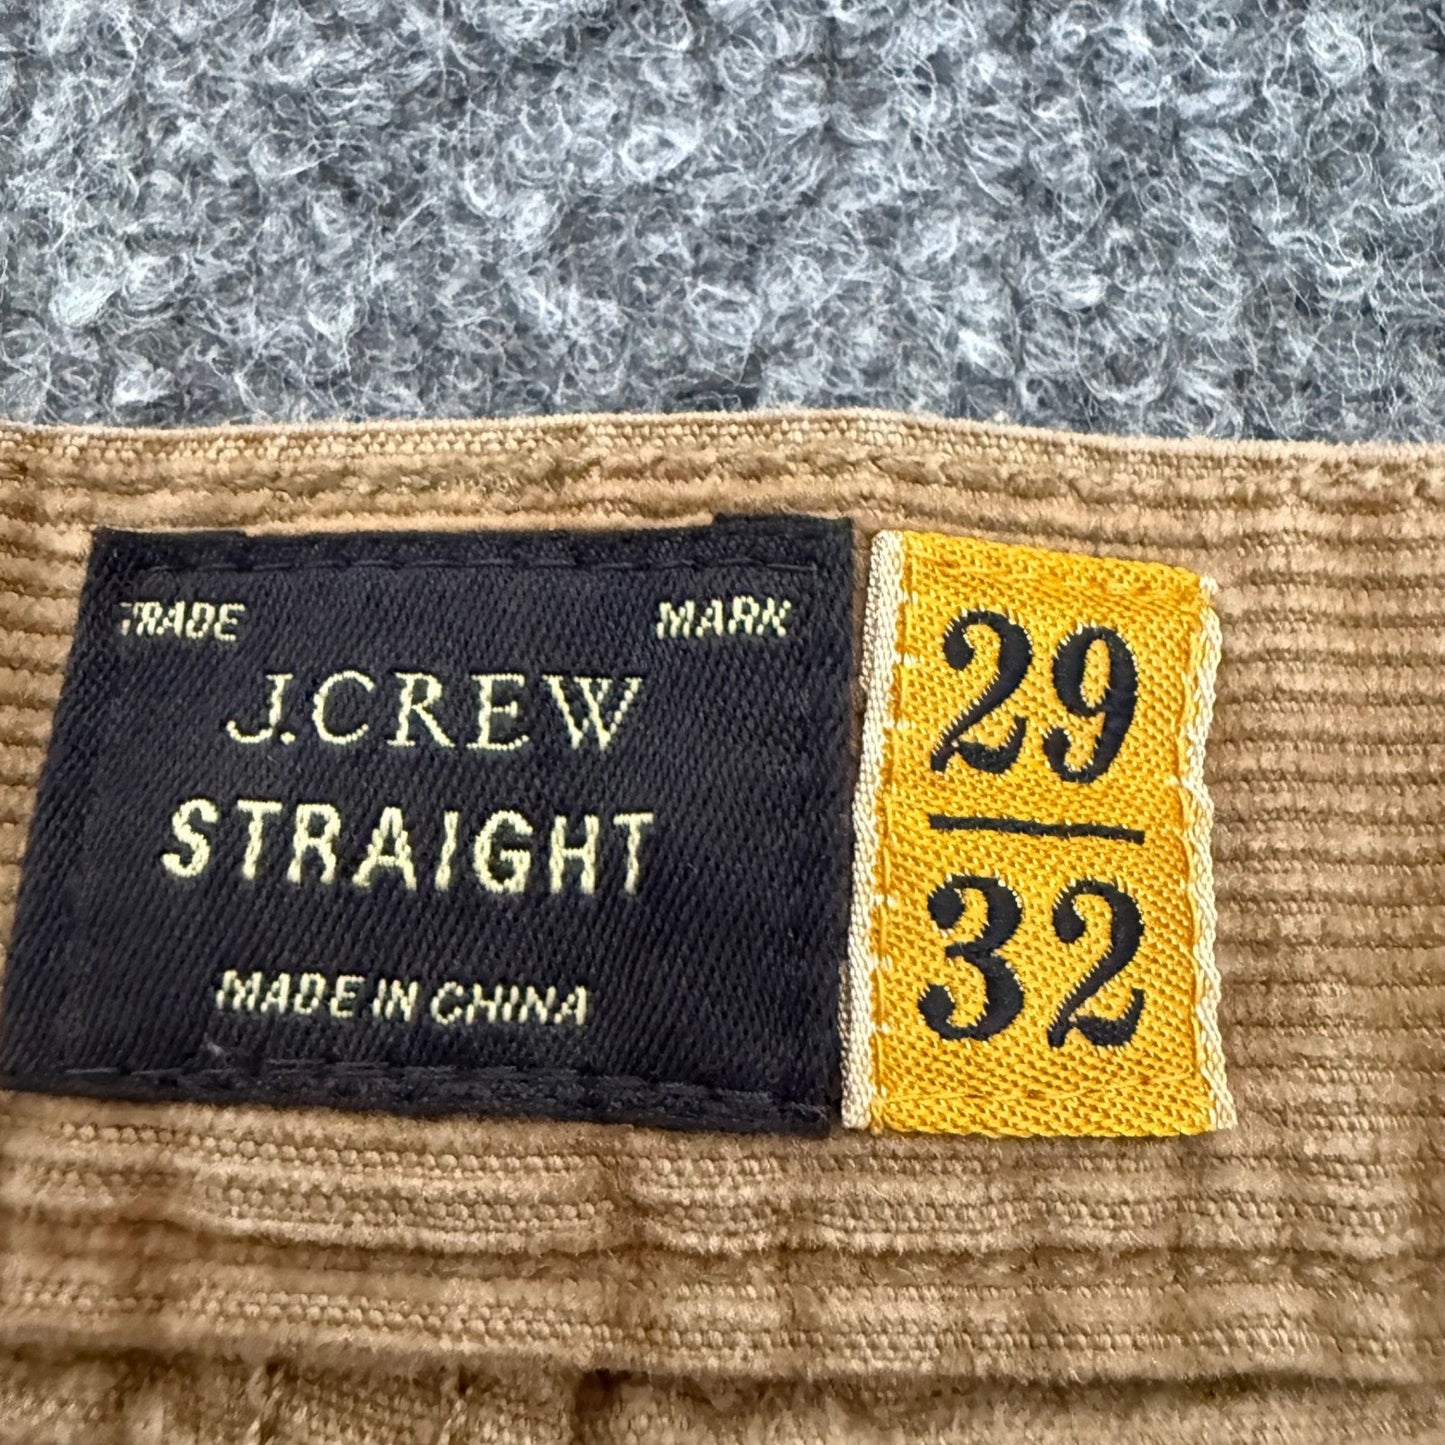 TRADE MARK
J.CREW
STRAIGHT
MADE IN CHINA
29
32